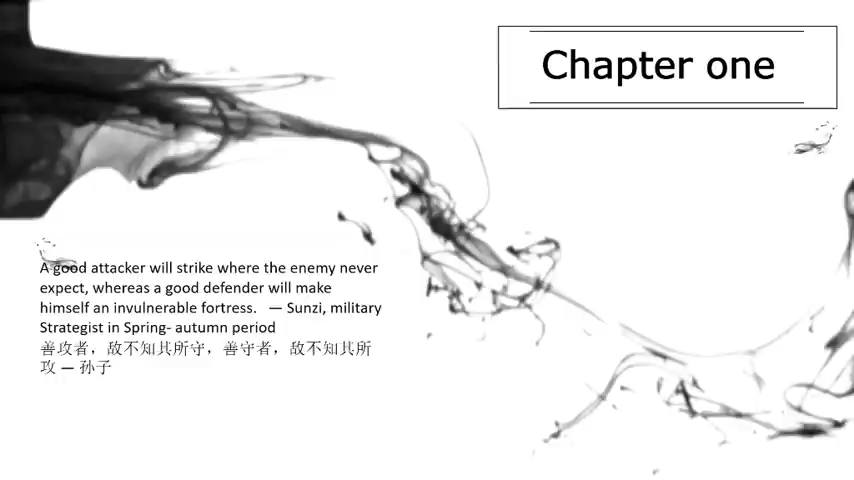 Chapter one
A good attacker will strike where the enemy never
expect, whereas a good defender will make
himself an invulnerable fortress. — Sunzi, military
Strategist in Spring- autumn period
善攻者，敌不知其所守，善守者，敌不知其所
攻 — 孙子